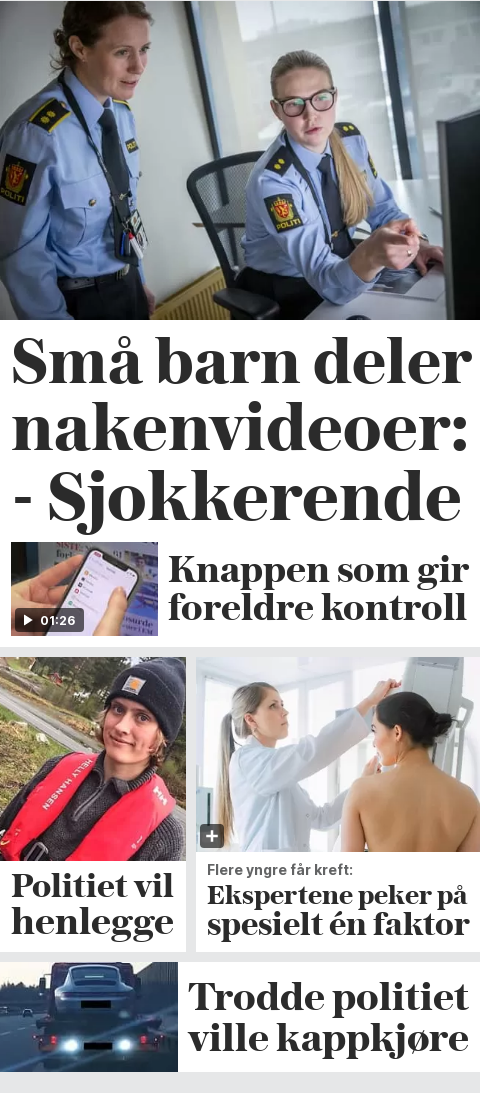 POLITI
POLITI
Små barn deler
nakenvideoer:
- Sjokkerende
01:26
Knappen som gir
foreldre kontroll
HELLY HANSEN
Politiet vil
henlegge
Flere yngre får kreft:
Ekspertene peker på
spesielt én faktor
Trodde politiet
ville kappkjøre